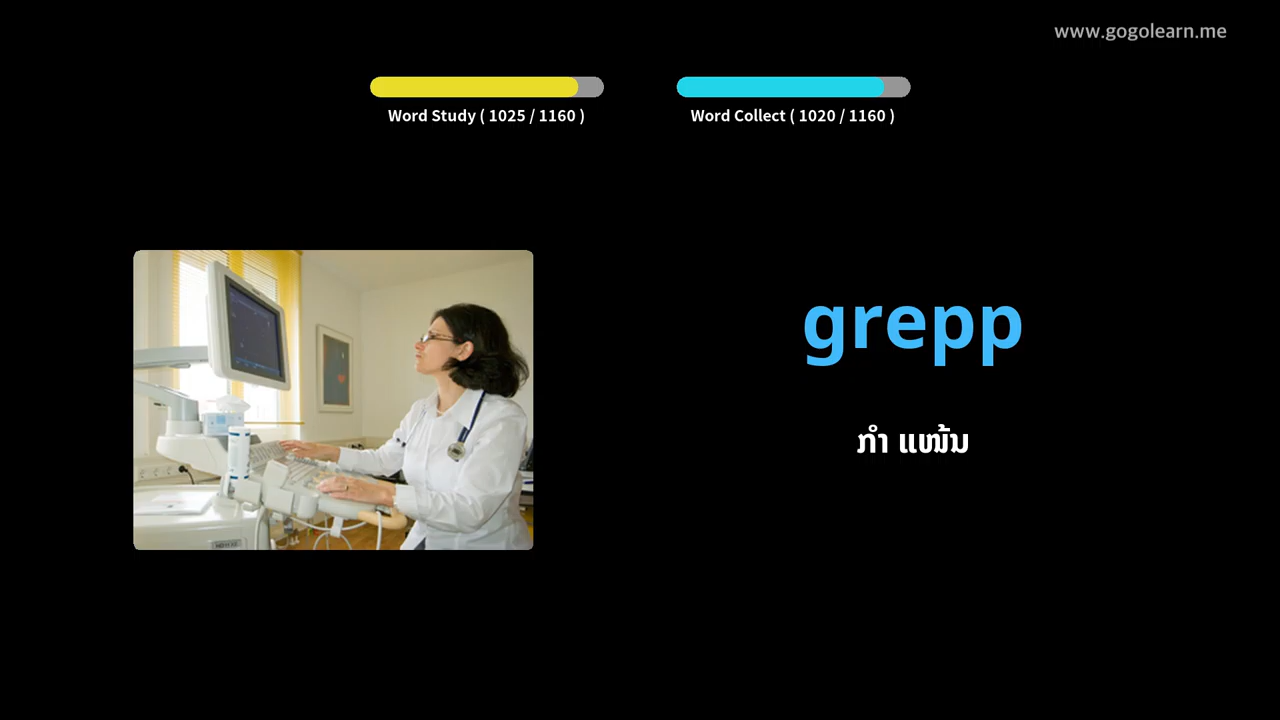 www.gogolearn.me
Word Study ( 1025 / 1160 )
Word Collect ( 1020 / 1160 )
grepp
ກຳ ແໜ້ນ